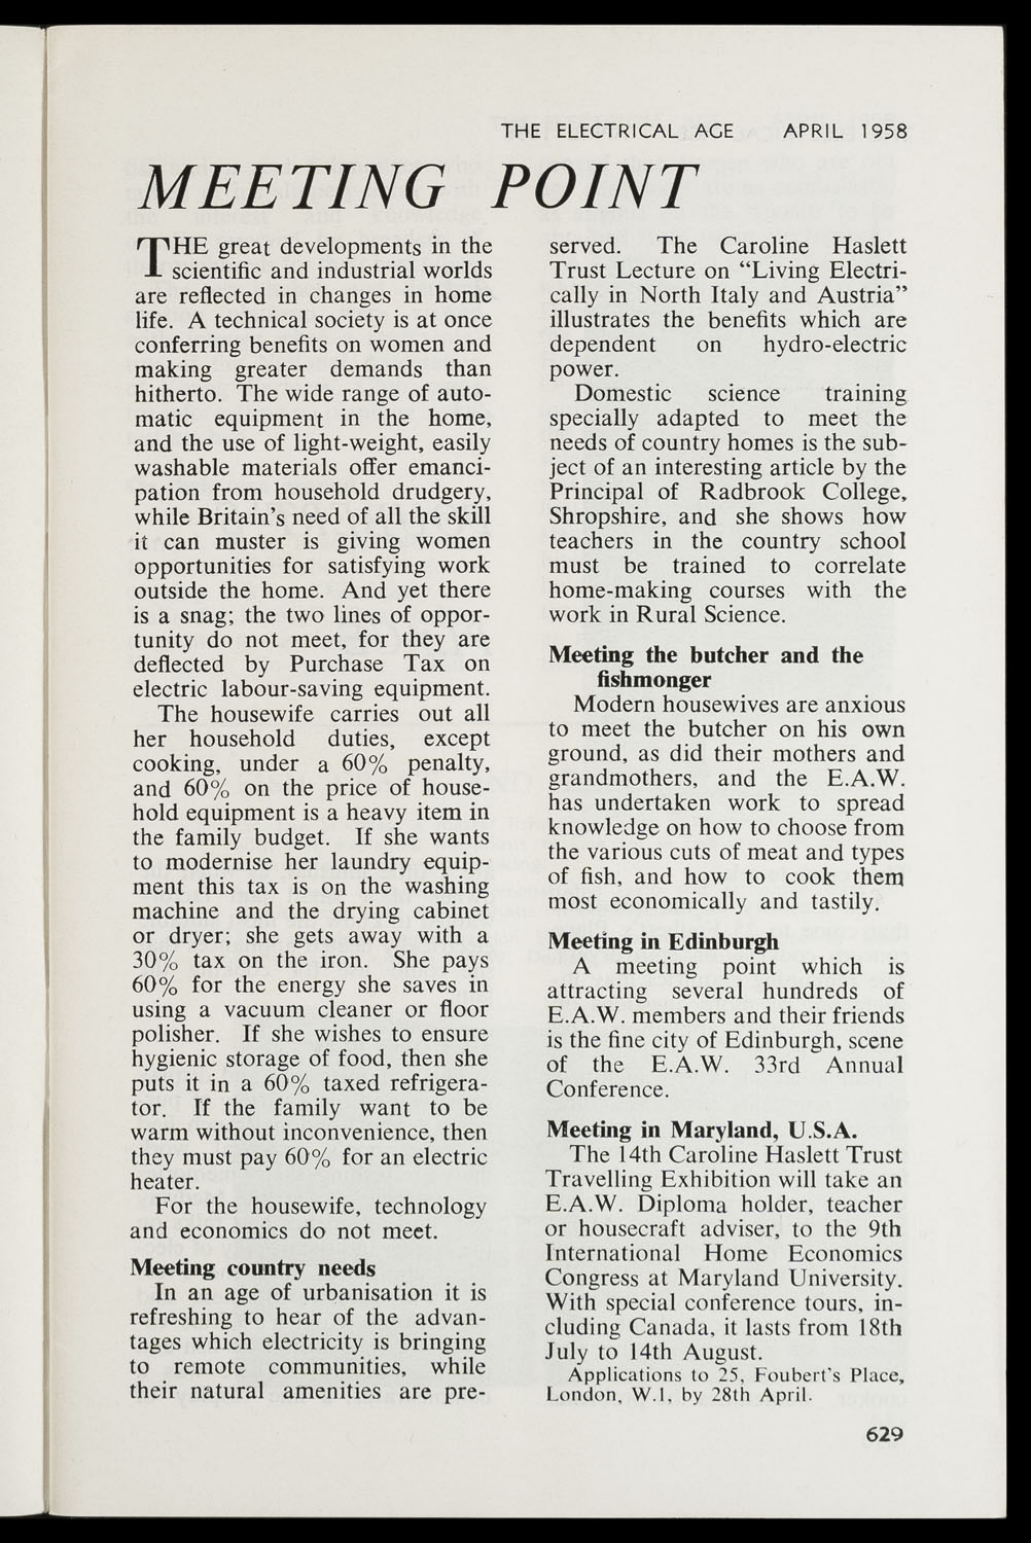 THE ELECTRICAL AGE APRIL 1958
MEETING POINT
THE great developments in the
scientific and industrial worlds
are reflected in changes in home
life. A technical society is at once
conferring benefits on women and
making greater demands than
hitherto. The wide range of auto-
matic equipment in the home,
and the use of light-weight, easily
washable materials offer emanci-
pation from household drudgery,
while Britain's need of all the skill
it can muster is giving women
opportunities for satisfying work
outside the home. And yet there
is a snag; the two lines of oppor-
tunity do not meet, for they are
deflected by Purchase Tax on
electric labour-saving equipment.
The housewife carries out all
her household duties, except
cooking, under a 60% penalty,
and 60% on the price of house-
hold equipment is a heavy item in
the family budget. If she wants
to modernise her laundry equip-
ment this tax is on the washing
machine and the drying cabinet
or dryer; she gets away with a
30% tax on the iron. She pays
60% for the energy she saves in
using a vacuum cleaner or floor
polisher. If she wishes to ensure
hygienic storage of food, then she
puts it in a 60% taxed refrigera-
tor. If the family want to be
warm without inconvenience, then
they must pay 60% for an electric
heater.
For the housewife, technology
and economics do not meet.
Meeting country needs
In an age of urbanisation it is
refreshing to hear of the advan-
tages which electricity is bringing
to remote communities, while
their natural amenities are pre-
served. The Caroline Haslett
Trust Lecture on "Living Electri-
cally in North Italy and Austria"
illustrates the benefits which are
dependent on hydro-electric
power.
Domestic science training
specially adapted to meet the
needs of country homes is the sub-
ject of an interesting article by the
Principal of Radbrook College,
Shropshire, and she shows how
teachers in the country school
must be trained to correlate
home-making courses with the
work in Rural Science.
Meeting the butcher and the
fishmonger
Modern housewives are anxious
to meet the butcher on his own
ground, as did their mothers and
grandmothers, and the E.A.W.
has undertaken work to spread
knowledge on how to choose from
the various cuts of meat and types
of fish, and how to cook them
most economically and tastily.
Meeting in Edinburgh
A meeting point which is
attracting several hundreds of
E.A.W. members and their friends
is the fine city of Edinburgh, scene
of the E.A.W. 33rd Annual
Conference.
Meeting in Maryland, U.S.A.
The 14th Caroline Haslett Trust
Travelling Exhibition will take an
E.A.W. Diploma holder, teacher
or housecraft adviser, to the 9th
International Home Economics
Congress at Maryland University.
With special conference tours, in-
cluding Canada, it lasts from 18th
July to 14th August.
Applications to 25, Foubert's Place,
London, W.1, by 28th April.
629